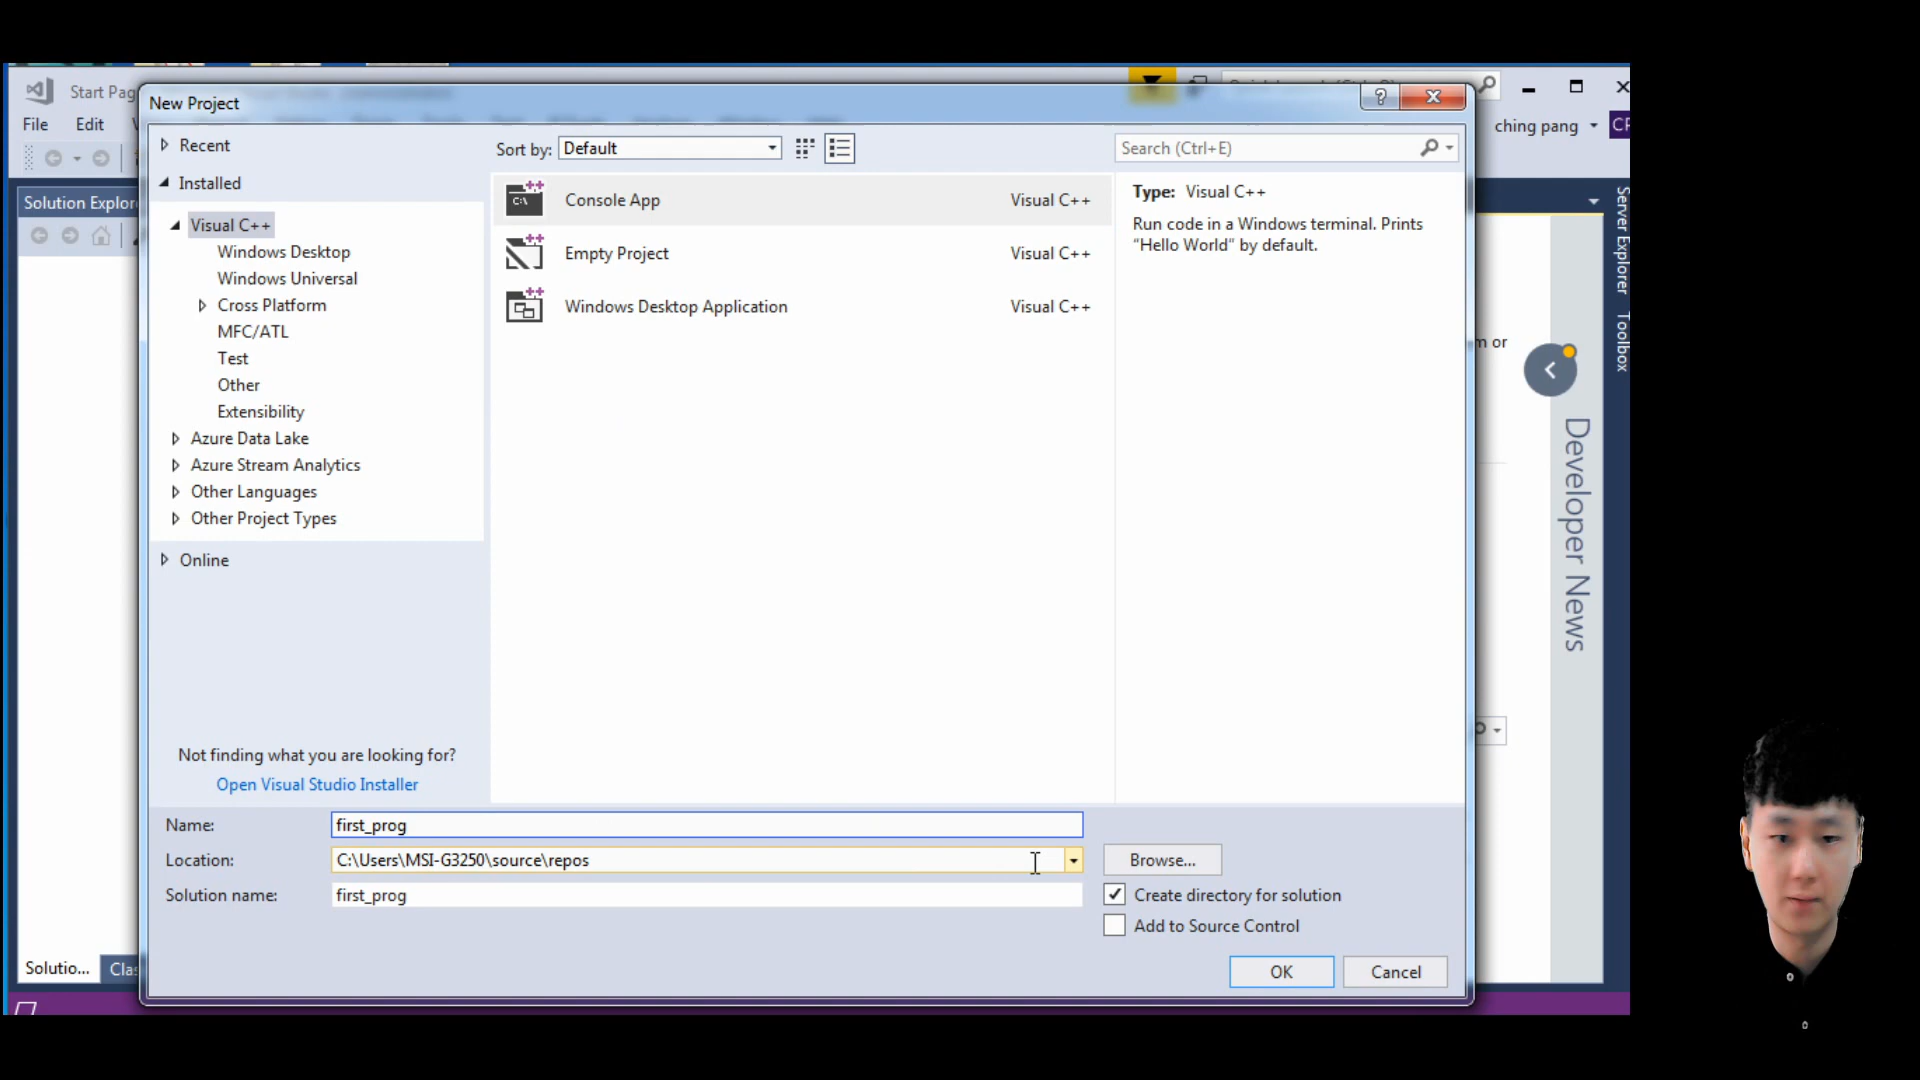 Start Pag
New Project
File
Edit
ching pang
Recent
Sort by:
Default
Search (Ctrl+E)
Installed
Solution Explor
Visual C++
Windows Desktop
Windows Universal
Cross Platform
MFC/ATL
Test
Other
Extensibility
Azure Data Lake
Azure Stream Analytics
Other Languages
Other Project Types
Online
Console App
Visual C++
Empty Project
Visual C++
Windows Desktop Application
Visual C++
Type: Visual C++
Run code in a Windows terminal. Prints
"Hello World" by default.
m or
Server Explorer
Toolbox
Developer News
Not finding what you are looking for?
Open Visual Studio Installer
Name:
first_prog
Location:
C:\Users\MSI-G3250\source\repos
Browse...
Solution name:
first_prog
Create directory for solution
Add to Source Control
OK
Cancel
Solutio...
Clas